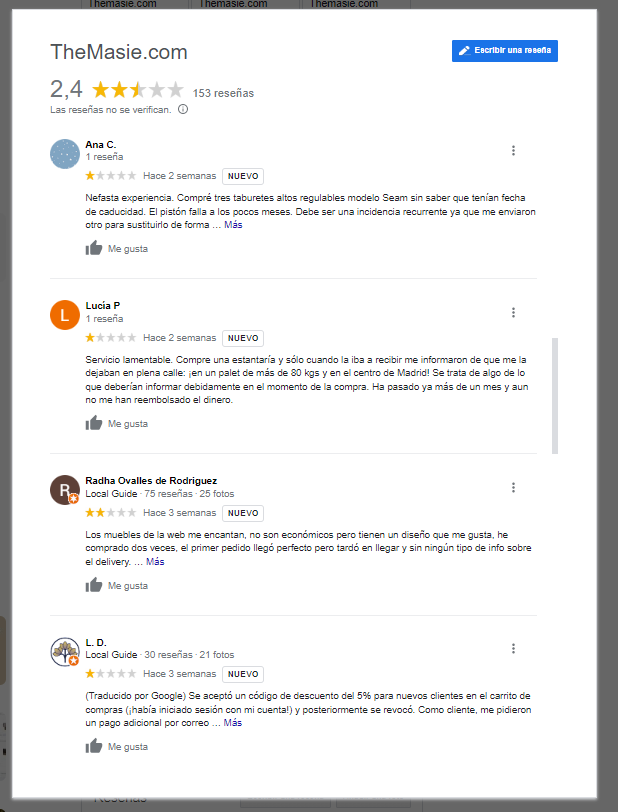 Themasie.com Themasie.com Themasie.com
TheMasie.com
Escribir una reseña
2,4 153 reseñas
Las reseñas no se verifican.
Ana C.
1 reseña
Hace 2 semanas NUEVO
Nefasta experiencia. Compré tres taburetes altos regulables modelo Seam sin saber que tenían fecha
de caducidad. El pistón falla a los pocos meses. Debe ser una incidencia recurrente ya que me enviaron
otro para sustituirlo de forma ... Más
Me gusta
L
Lucía P
1 reseña
Hace 2 semanas NUEVO
Servicio lamentable. Compre una estantaría y sólo cuando la iba a recibir me informaron de que me la
dejaban en plena calle: ¡en un palet de más de 80 kgs y en el centro de Madrid! Se trata de algo de lo
que deberían informar debidamente en el momento de la compra. Ha pasado ya más de un mes y aun
no me han reembolsado el dinero.
Me gusta
R
Radha Ovalles de Rodriguez
Local Guide · 75 reseñas · 25 fotos
Hace 3 semanas NUEVO
Los muebles de la web me encantan, no son económicos pero tienen un diseño que me gusta, he
comprado dos veces, el primer pedido llegó perfecto pero tardó en llegar y sin ningún tipo de info sobre
el delivery. ... Más
Me gusta
L. D.
Local Guide · 30 reseñas · 21 fotos
Hace 3 semanas NUEVO
(Traducido por Google) Se aceptó un código de descuento del 5% para nuevos clientes en el carrito de
compras (¡había iniciado sesión con mi cuenta!) y posteriormente se revocó. Como cliente, me pidieron
un pago adicional por correo ... Más
Me gusta
Reseñas